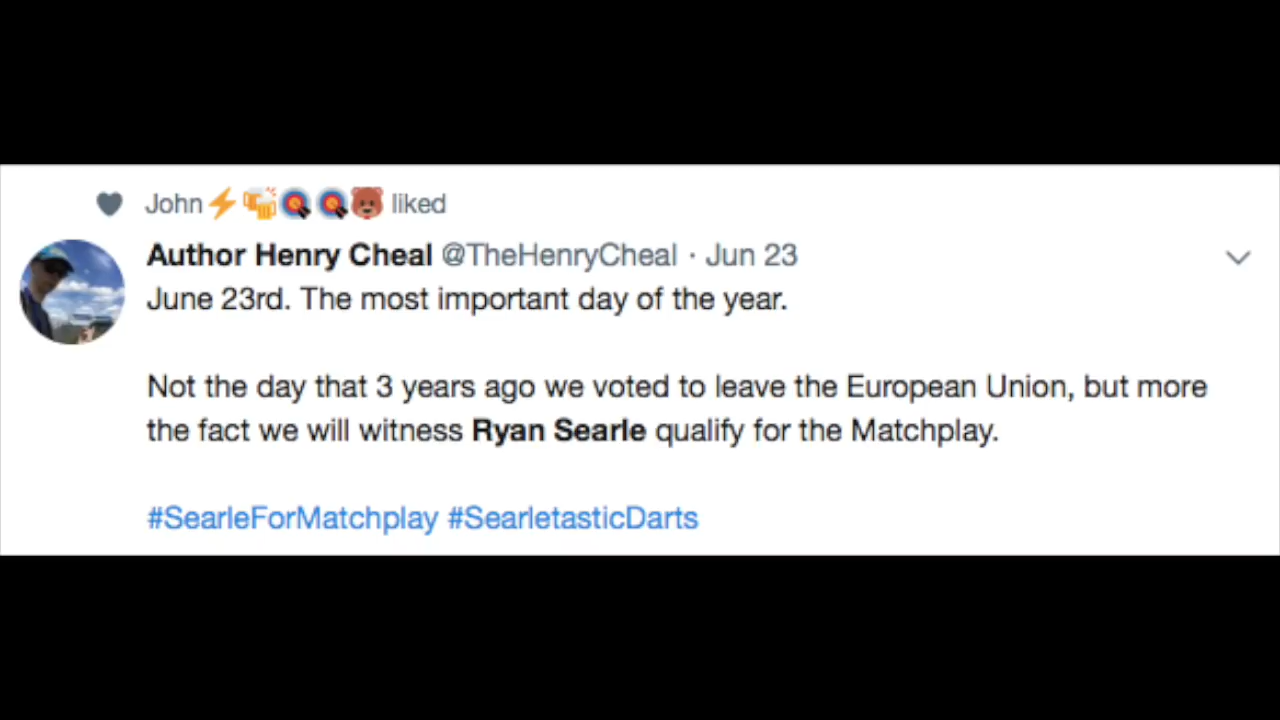 John⚡🍻🎯🎯🐻 liked
Author Henry Cheal @TheHenryCheal · Jun 23
June 23rd. The most important day of the year.
Not the day that 3 years ago we voted to leave the European Union, but more
the fact we will witness Ryan Searle qualify for the Matchplay.
#SearleForMatchplay #SearletasticDarts